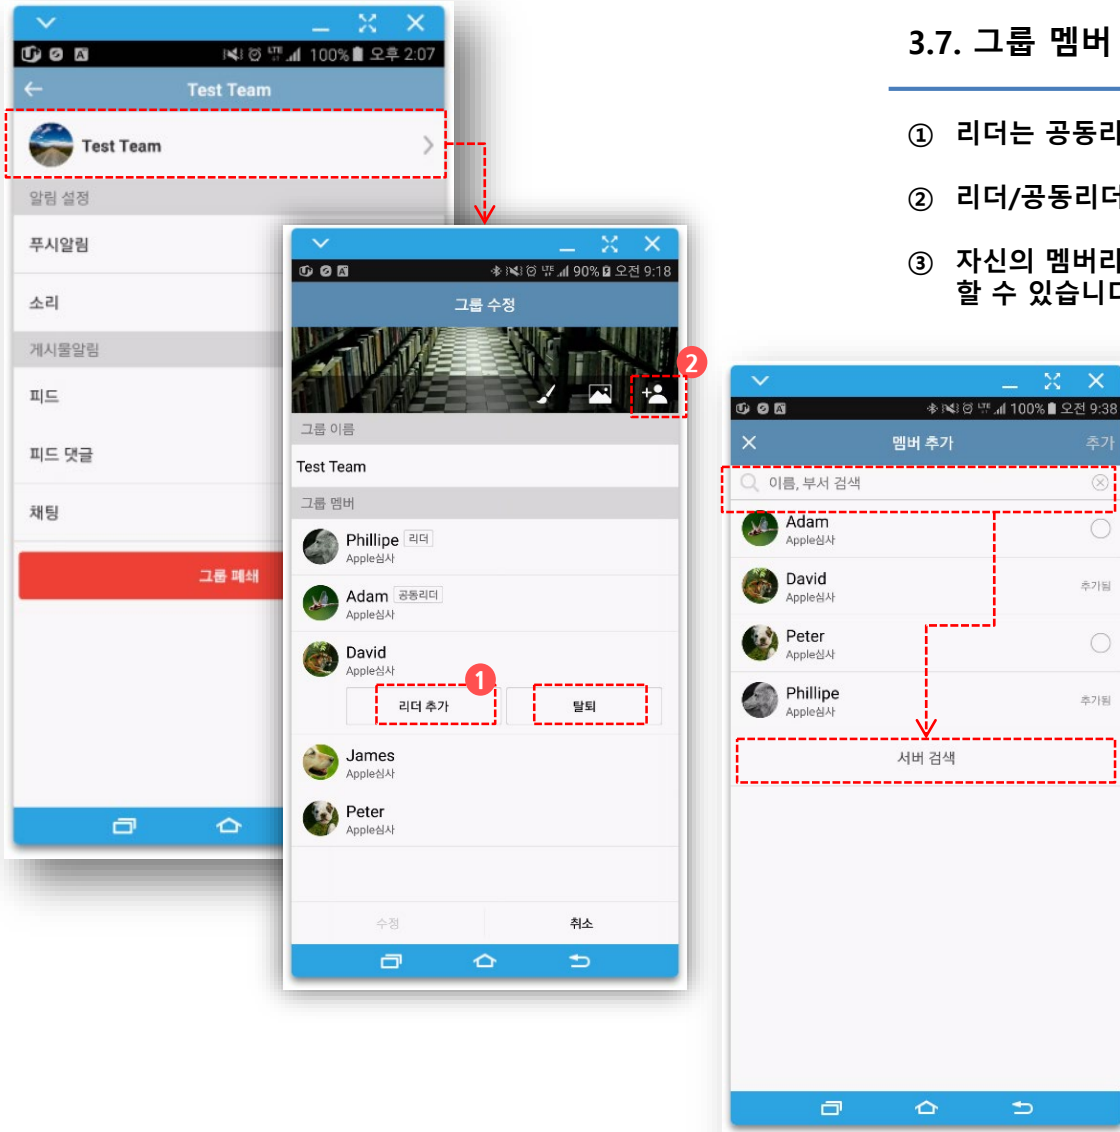 오후 2:07
100%
LTE
Test Team
Test Team
알림 설정
푸시알림
소리
게시물알림
피드
피드 댓글
채팅
그룹 폐쇄
LTE 90% 오전 9:18
그룹 수정
2
그룹 이름
Test Team
그룹 멤버
Phillipe 리더
Apple심사
Adam 공동리더
Apple심사
David
Apple심사
1
리더 추가 탈퇴
James
Apple심사
Peter
Apple심사
수정 취소
3.7. 그룹 멤버
① 리더는 공동리
② 리더/공동리더
③ 자신의 멤버리
할 수 있습니다
LTE 100% 오전 9:38
멤버 추가 추가
이름, 부서 검색
Adam
Apple심사
David 추가됨
Apple심사
Peter
Apple심사
Phillipe 추가됨
Apple심사
서버 검색